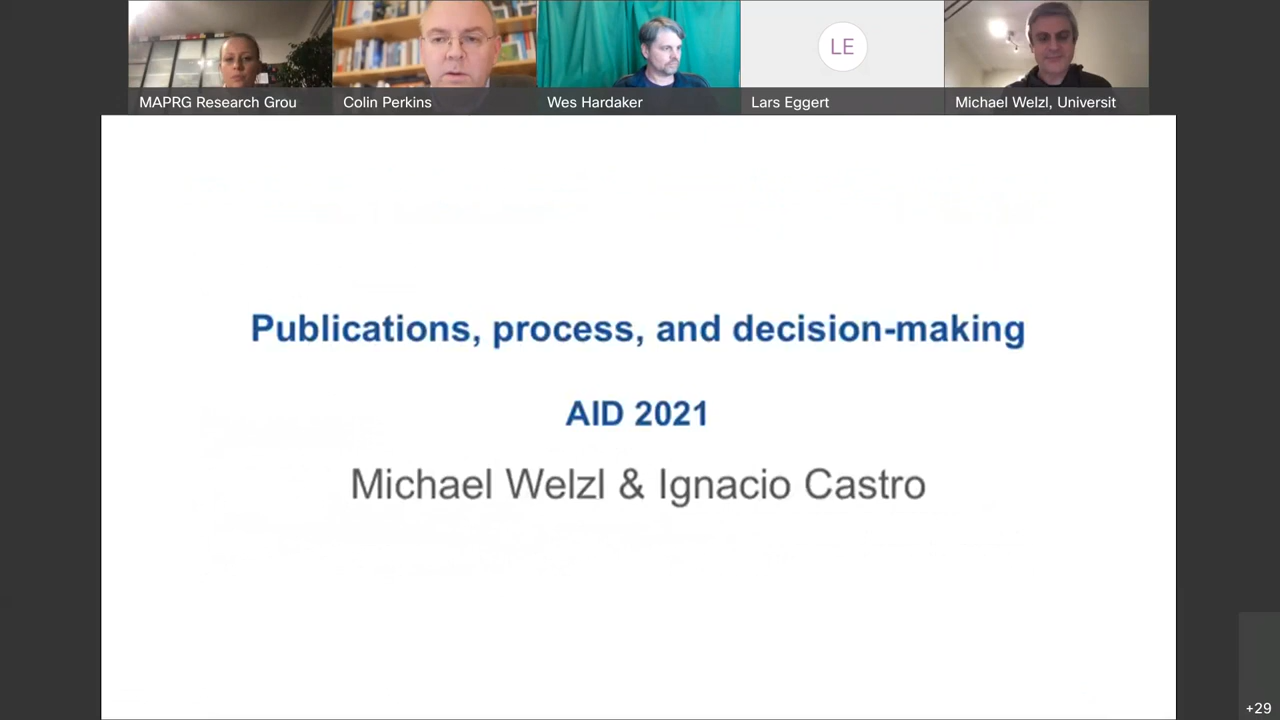 LE
MAPRG Research Grou
Colin Perkins
Wes Hardaker
Lars Eggert
Michael Welzl, Universit
Publications, process, and decision-making
AID 2021
Michael Welzl & Ignacio Castro
+29